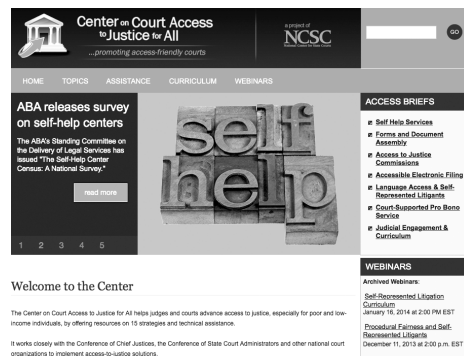 Center on Court Access
to Justice for All
...promoting access-friendly courts
a project of
NCSC
National Center for State Courts
GO
HOME TOPICS ASSISTANCE CURRICULUM WEBINARS
ABA releases survey
on self-help centers
The ABA's Standing Committee on
the Delivery of Legal Services has
issued "The Self-Help Center
Census: A National Survey."
read more
1 2 3 4 5
self
help
ACCESS BRIEFS
Self Help Services
Forms and Document
Assembly
Access to Justice
Commissions
Accessible Electronic Filing
Language Access & Self-
Represented Litigants
Court-Supported Pro Bono
Service
Judicial Engagement &
Curriculum
Welcome to the Center
The Center on Court Access to Justice for All helps judges and courts advance access to justice, especially for poor and low-
income individuals, by offering resources on 15 strategies and technical assistance.
It works closely with the Conference of Chief Justices, the Conference of State Court Administrators and other national court
organizations to implement access-to-justice solutions.
WEBINARS
Archived Webinars:
Self-Represented Litigation
Curriculum
January 16, 2014 at 2:00 PM EST
Procedural Fairness and Self-
Represented Litigants
December 11, 2013 at 2:00 p.m. EST